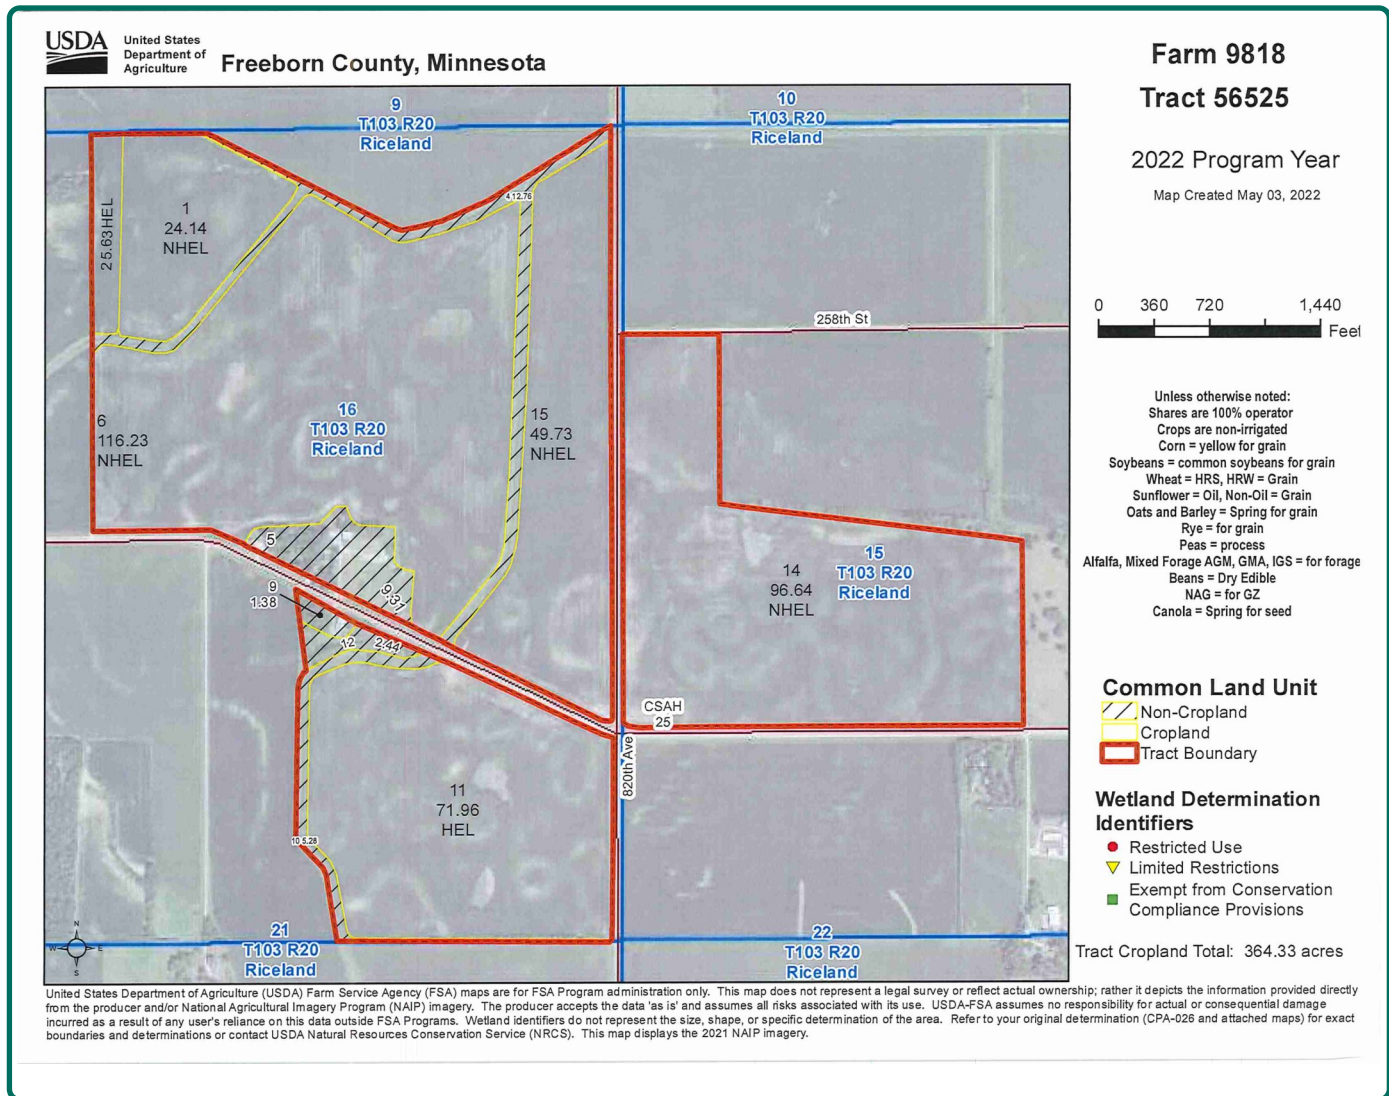 USDA
United States
Department of
Agriculture
Freeborn County, Minnesota
Farm 9818
Tract 56525
2022 Program Year
Map Created May 03, 2022
9
T103 R20
Riceland
10
T103 R20
Riceland
2 5.63 HEL
1
24.14
NHEL
4 12.76
258th St
0 360 720 1,440
Feet
16
T103 R20
Riceland
6
116.23
NHEL
15
49.73
NHEL
5
9.31
9
1.38
12 2.44
14
96.64
NHEL
15
T103 R20
Riceland
CSAH
25
820th Ave
11
71.96
HEL
10 5.28
21
T103 R20
Riceland
22
T103 R20
Riceland
N
W E
S
Unless otherwise noted:
Shares are 100% operator
Crops are non-irrigated
Corn = yellow for grain
Soybeans = common soybeans for grain
Wheat = HRS, HRW = Grain
Sunflower = Oil, Non-Oil = Grain
Oats and Barley = Spring for grain
Rye = for grain
Peas = process
Alfalfa, Mixed Forage AGM, GMA, IGS = for forage
Beans = Dry Edible
NAG = for GZ
Canola = Spring for seed
Common Land Unit
Non-Cropland
Cropland
Tract Boundary
Wetland Determination
Identifiers
Restricted Use
Limited Restrictions
Exempt from Conservation
Compliance Provisions
Tract Cropland Total: 364.33 acres
United States Department of Agriculture (USDA) Farm Service Agency (FSA) maps are for FSA Program administration only. This map does not represent a legal survey or reflect actual ownership; rather it depicts the information provided directly
from the producer and/or National Agricultural Imagery Program (NAIP) imagery. The producer accepts the data 'as is' and assumes all risks associated with its use. USDA-FSA assumes no responsibility for actual or consequential damage
incurred as a result of any user's reliance on this data outside FSA Programs. Wetland identifiers do not represent the size, shape, or specific determination of the area. Refer to your original determination (CPA-026 and attached maps) for exact
boundaries and determinations or contact USDA Natural Resources Conservation Service (NRCS). This map displays the 2021 NAIP imagery.